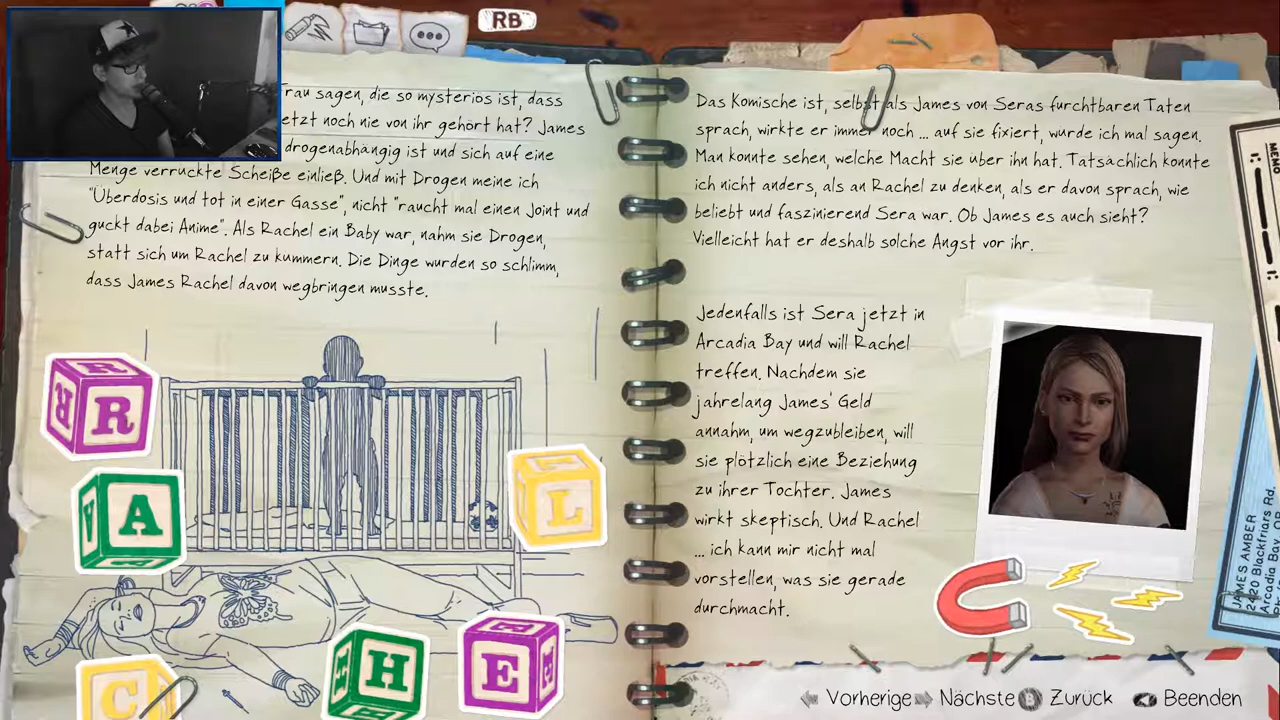 RB
Frau sagen, die so mysteriös ist, dass
etzt noch nie von ihr gehört hat? James
drogenabhängig ist und sich auf eine
Menge verrückte Scheiße einließ. Und mit Drogen meine ich
"Überdosis und tot in einer Gasse", nicht "raucht mal einen Joint und
guckt dabei Anime". Als Rachel ein Baby war, nahm sie Drogen,
statt sich um Rachel zu kümmern. Die Dinge wurden so schlimm,
dass James Rachel davon wegbringen musste.
R
R
A
A
L
H
H
E
C
Das Komische ist, selbst als James von Seras furchtbaren Taten
sprach, wirkte er immer noch ... auf sie fixiert, würde ich mal sagen.
Man konnte sehen, welche Macht sie über ihn hat. Tatsächlich konnte
ich nicht anders, als an Rachel zu denken, als er davon sprach, wie
beliebt und faszinierend Sera war. Ob James es auch sieht?
Vielleicht hat er deshalb solche Angst vor ihr.
Jedenfalls ist Sera jetzt in
Arcadia Bay und will Rachel
treffen. Nachdem sie
jahrelang James' Geld
annahm, um wegzubleiben, will
sie plötzlich eine Beziehung
zu ihrer Tochter. James
wirkt skeptisch. Und Rachel
... ich kann mir nicht mal
vorstellen, was sie gerade
durchmacht.
MEMO
JAMES AMBER
2420 Blackfriars Rd.
Arcadia Bay
Vorherige Nächste B Zurück Beenden